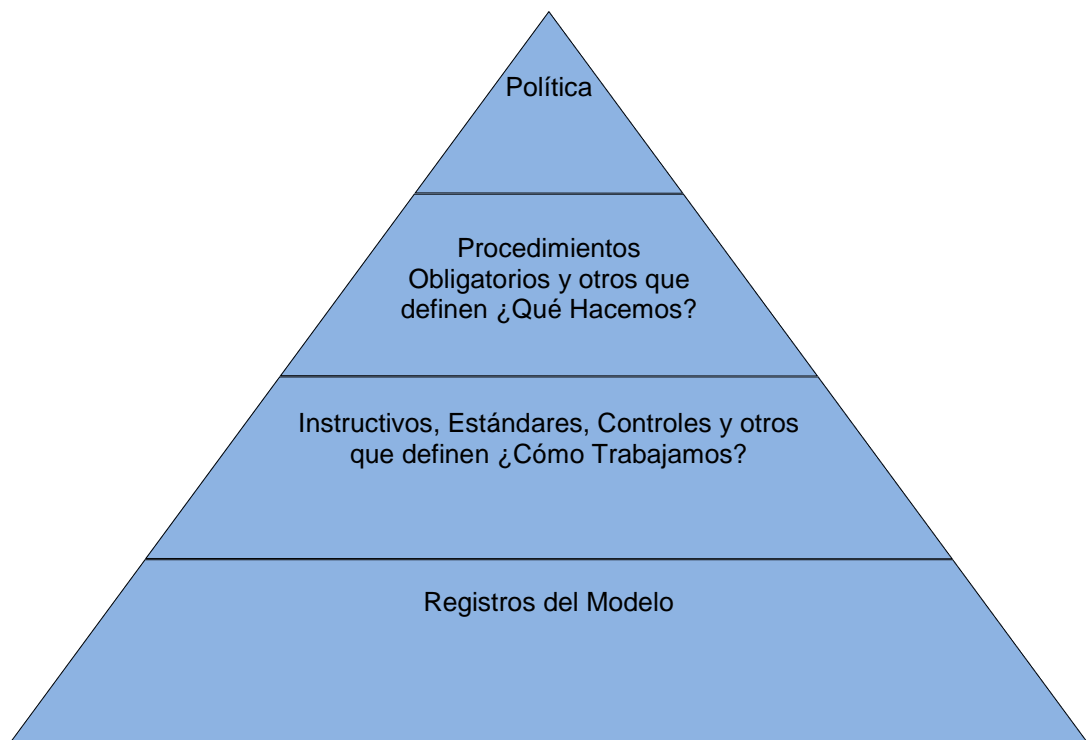 Política
Procedimientos
Obligatorios y otros que
definen ¿Qué Hacemos?
Instructivos, Estándares, Controles y otros
que definen ¿Cómo Trabajamos?
Registros del Modelo